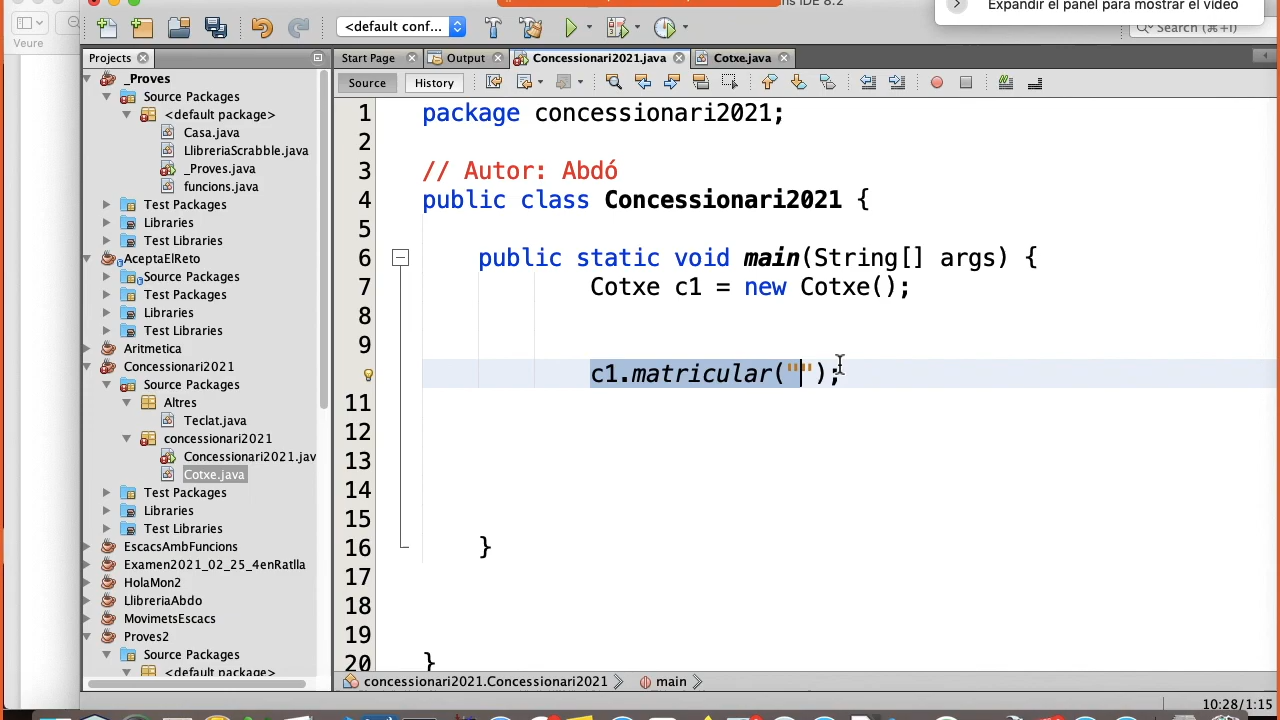 IDE 8.2
Expandir el panel para mostrar el vídeo
Veure
<default conf...
Search (⌘+I)
Projects
Start Page
Output
Concessionari2021.java
Cotxe.java
Source
History
_Proves
Source Packages
<default package>
Casa.java
LlibreriaScrabble.java
_Proves.java
funcions.java
Test Packages
Libraries
Test Libraries
AceptaElReto
Source Packages
Test Packages
Libraries
Test Libraries
Aritmetica
Concessionari2021
Source Packages
Altres
Teclat.java
concessionari2021
Concessionari2021.jav
Cotxe.java
Test Packages
Libraries
Test Libraries
EscacsAmbFuncions
Examen2021_02_25_4enRatlla
HolaMon2
LlibreriaAbdo
MovimetsEscacs
Proves2
Source Packages
<default package>
1 package concessionari2021;
2
3 // Autor: Abdó
4 public class Concessionari2021 {
5
6 public static void main(String[] args) {
7 Cotxe c1 = new Cotxe();
8
9
c1.matricular("");
11
12
13
14
15
16 }
17
18
19
20 }
concessionari2021.Concessionari2021
main
10:28/1:15